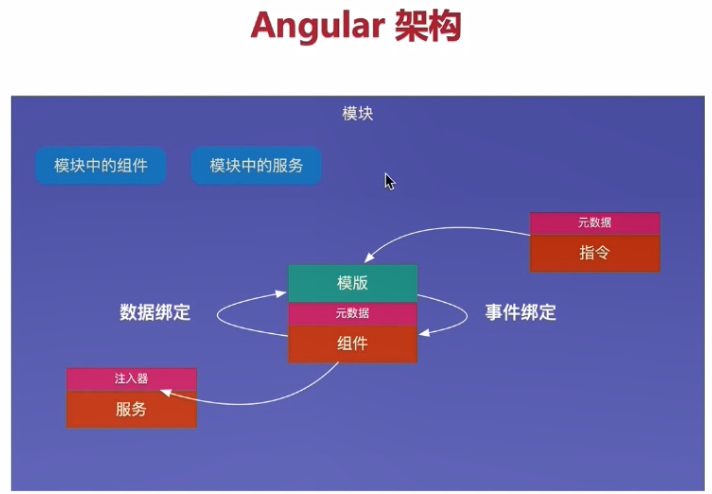 Angular 架构
模块
模块中的组件
模块中的服务
元数据
指令
模版
元数据
组件
数据绑定
事件绑定
注入器
服务